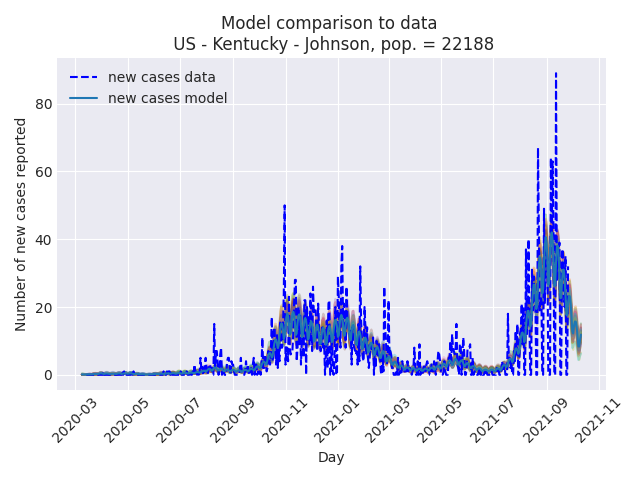 Model comparison to data
US - Kentucky - Johnson, pop. = 22188
new cases data
new cases model
Number of new cases reported
80
60
40
20
0
2020-03
2020-05
2020-07
2020-09
2020-11
2021-01
2021-03
2021-05
2021-07
2021-09
2021-11
Day